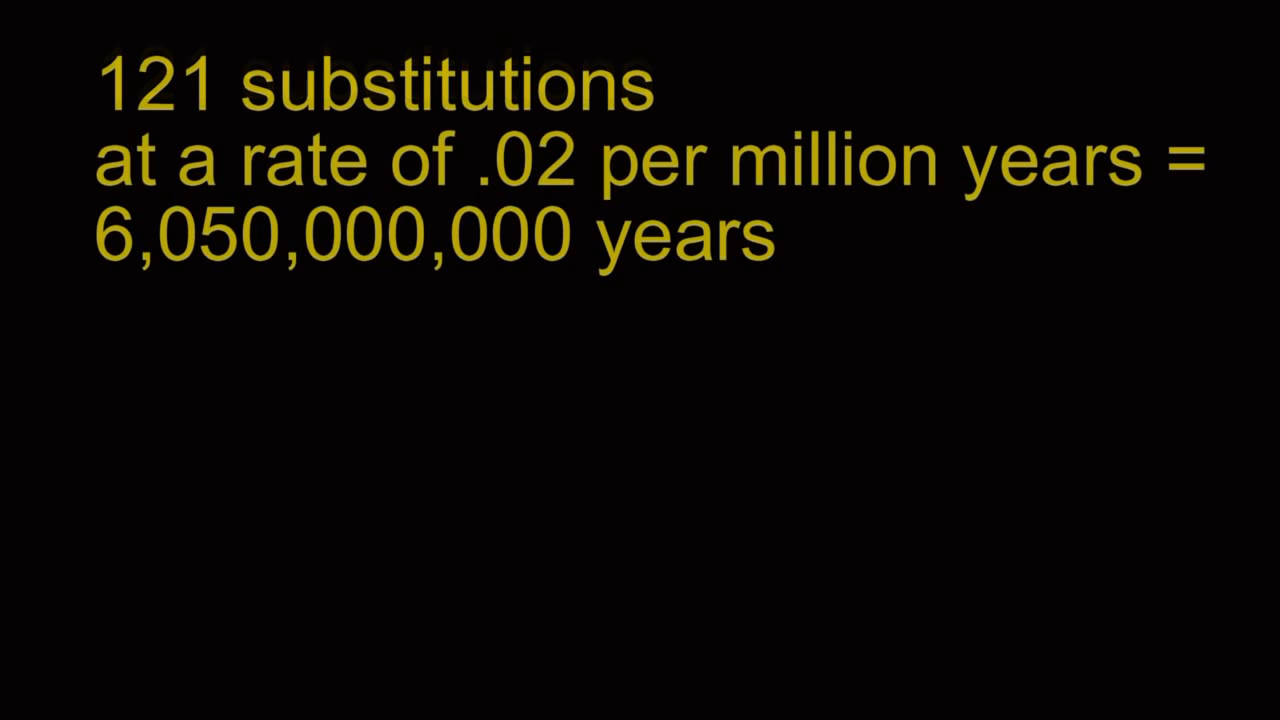 121 substitutions
at a rate of .02 per million years =
6,050,000,000 years